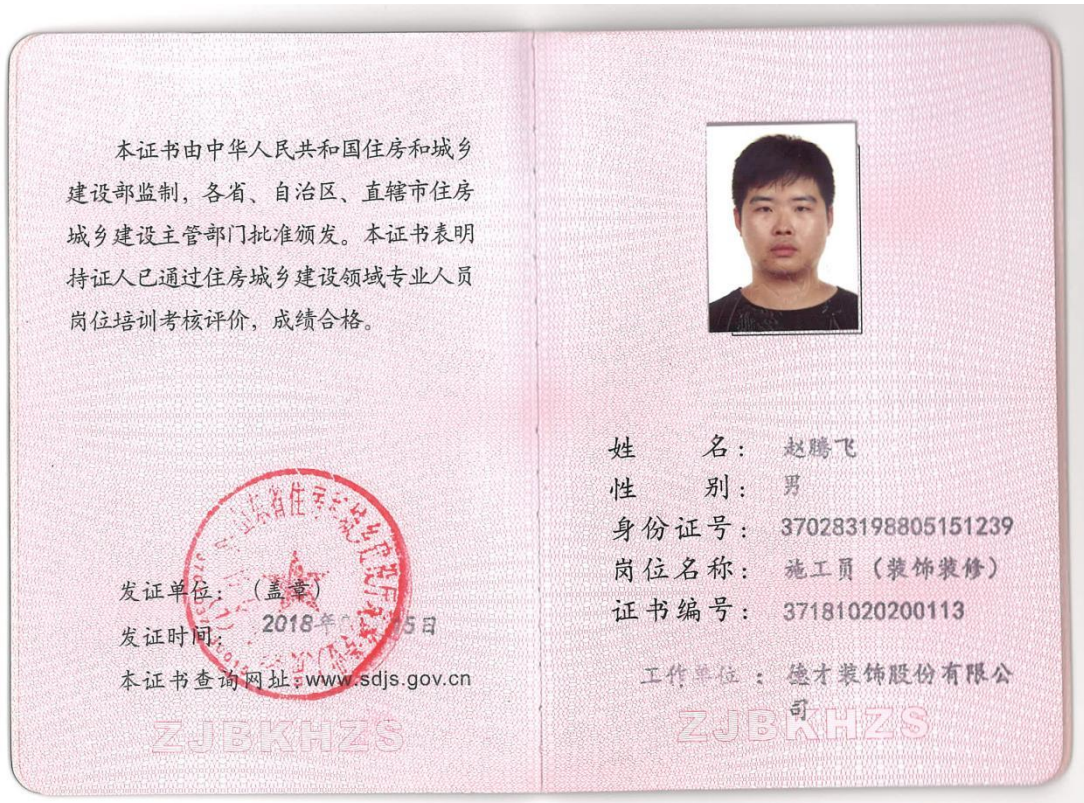 本证书由中华人民共和国住房和城乡
建设部监制，各省、自治区、直辖市住房
城乡建设主管部门批准颁发。本证书表明
持证人已通过住房城乡建设领域专业人员
岗位培训考核评价，成绩合格。
发证单位：（盖章）
发证时间：2018年 5日
本证书查询网址：www.sdjs.gov.cn
ZJBKHZS
姓 名：赵腾飞
性 别：男
身份证号：370283198805151239
岗位名称：施工员（装饰装修）
证书编号：37181020200113
工作单位：德才装饰股份有限公
司
ZJBKHZS